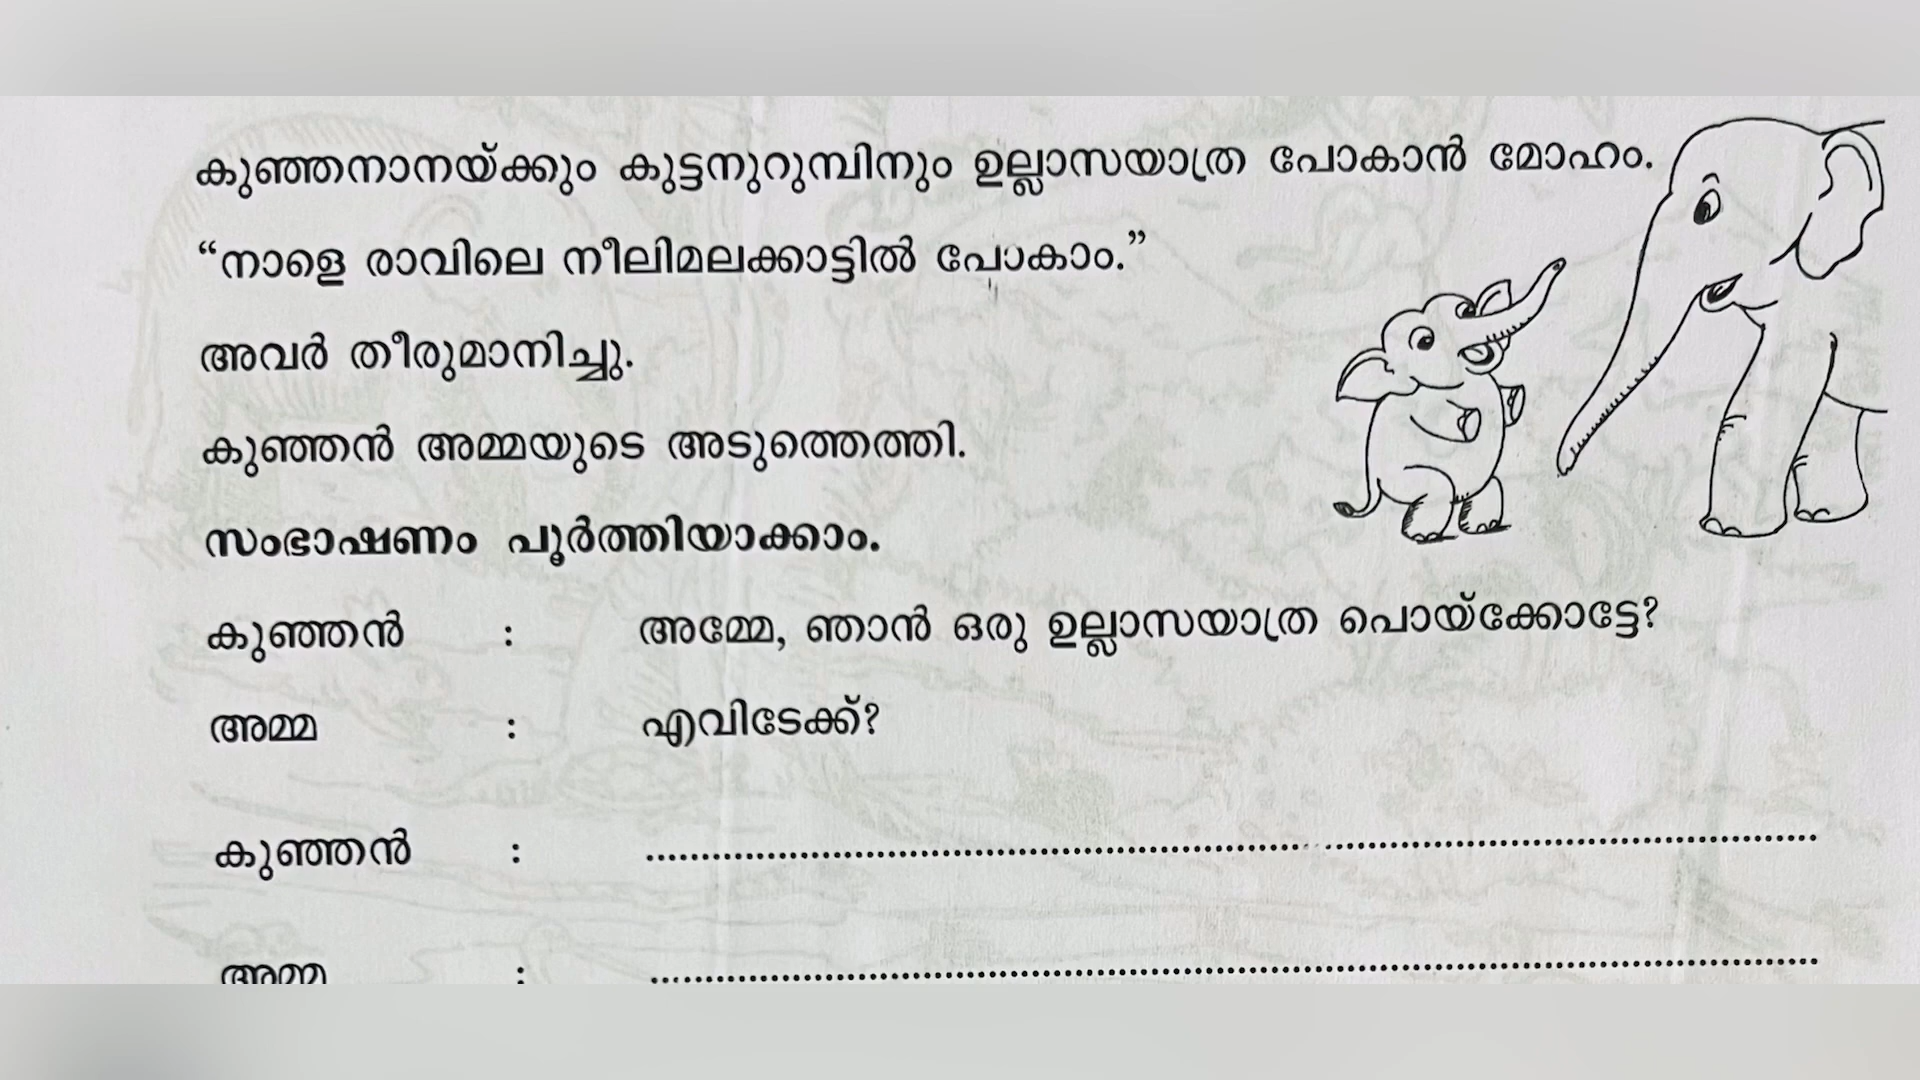 കുഞ്ഞനാനയ്ക്കും കുട്ടനുറുമ്പിനും ഉല്ലാസയാത്ര പോകാൻ മോഹം.
“നാളെ രാവിലെ നീലിമലക്കാട്ടിൽ പോകാം.”
അവർ തീരുമാനിച്ചു.
കുഞ്ഞൻ അമ്മയുടെ അടുത്തെത്തി.
സംഭാഷണം പൂർത്തിയാക്കാം.
കുഞ്ഞൻ : അമ്മേ, ഞാൻ ഒരു ഉല്ലാസയാത്ര പൊയ്ക്കോട്ടേ?
അമ്മ : എവിടേക്ക്?
കുഞ്ഞൻ : ................................................................
അമ്മ : ................................................................